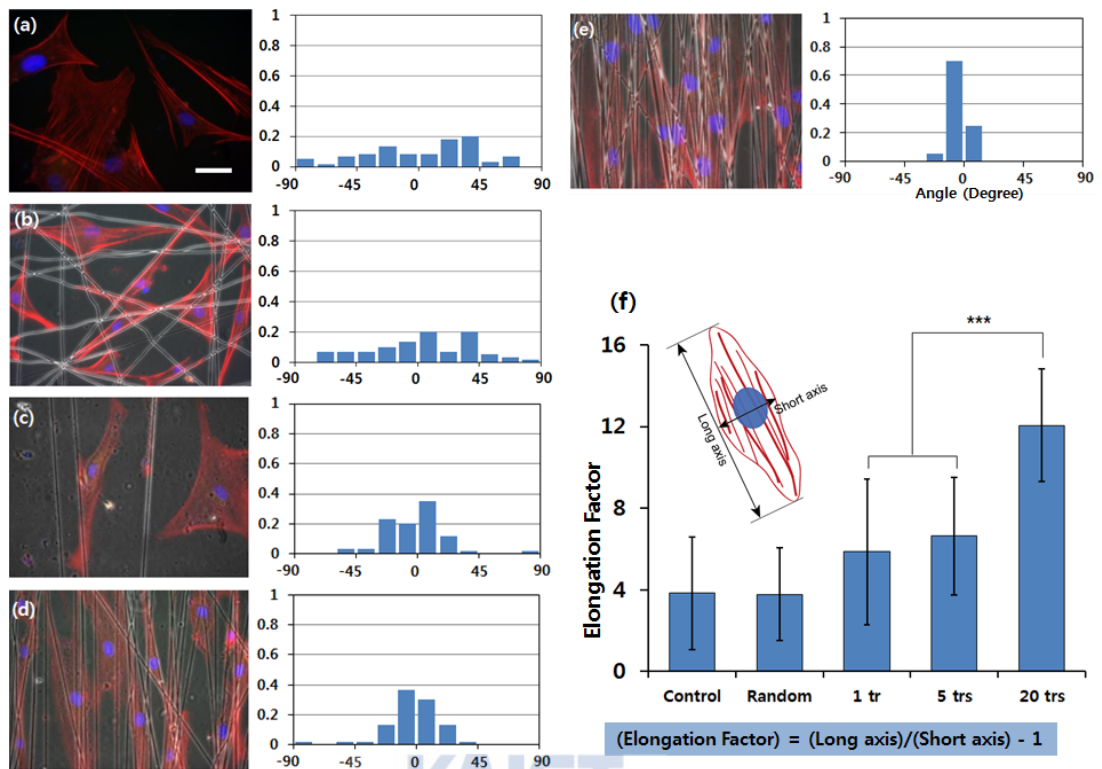 (a)
1
0.8
0.6
0.4
0.2
0
-90 -45 0 45 90
(b)
1
0.8
0.6
0.4
0.2
0
-90 -45 0 45 90
(c)
1
0.8
0.6
0.4
0.2
0
-90 -45 0 45 90
(d)
1
0.8
0.6
0.4
0.2
0
-90 -45 0 45 90
(e)
1
0.8
0.6
0.4
0.2
0
-90 -45 0 45 90
Angle (Degree)
(f)
***
16
12
8
4
0
Elongation Factor
Long axis
Short axis
Control Random 1 tr 5 trs 20 trs
(Elongation Factor) = (Long axis)/(Short axis) - 1